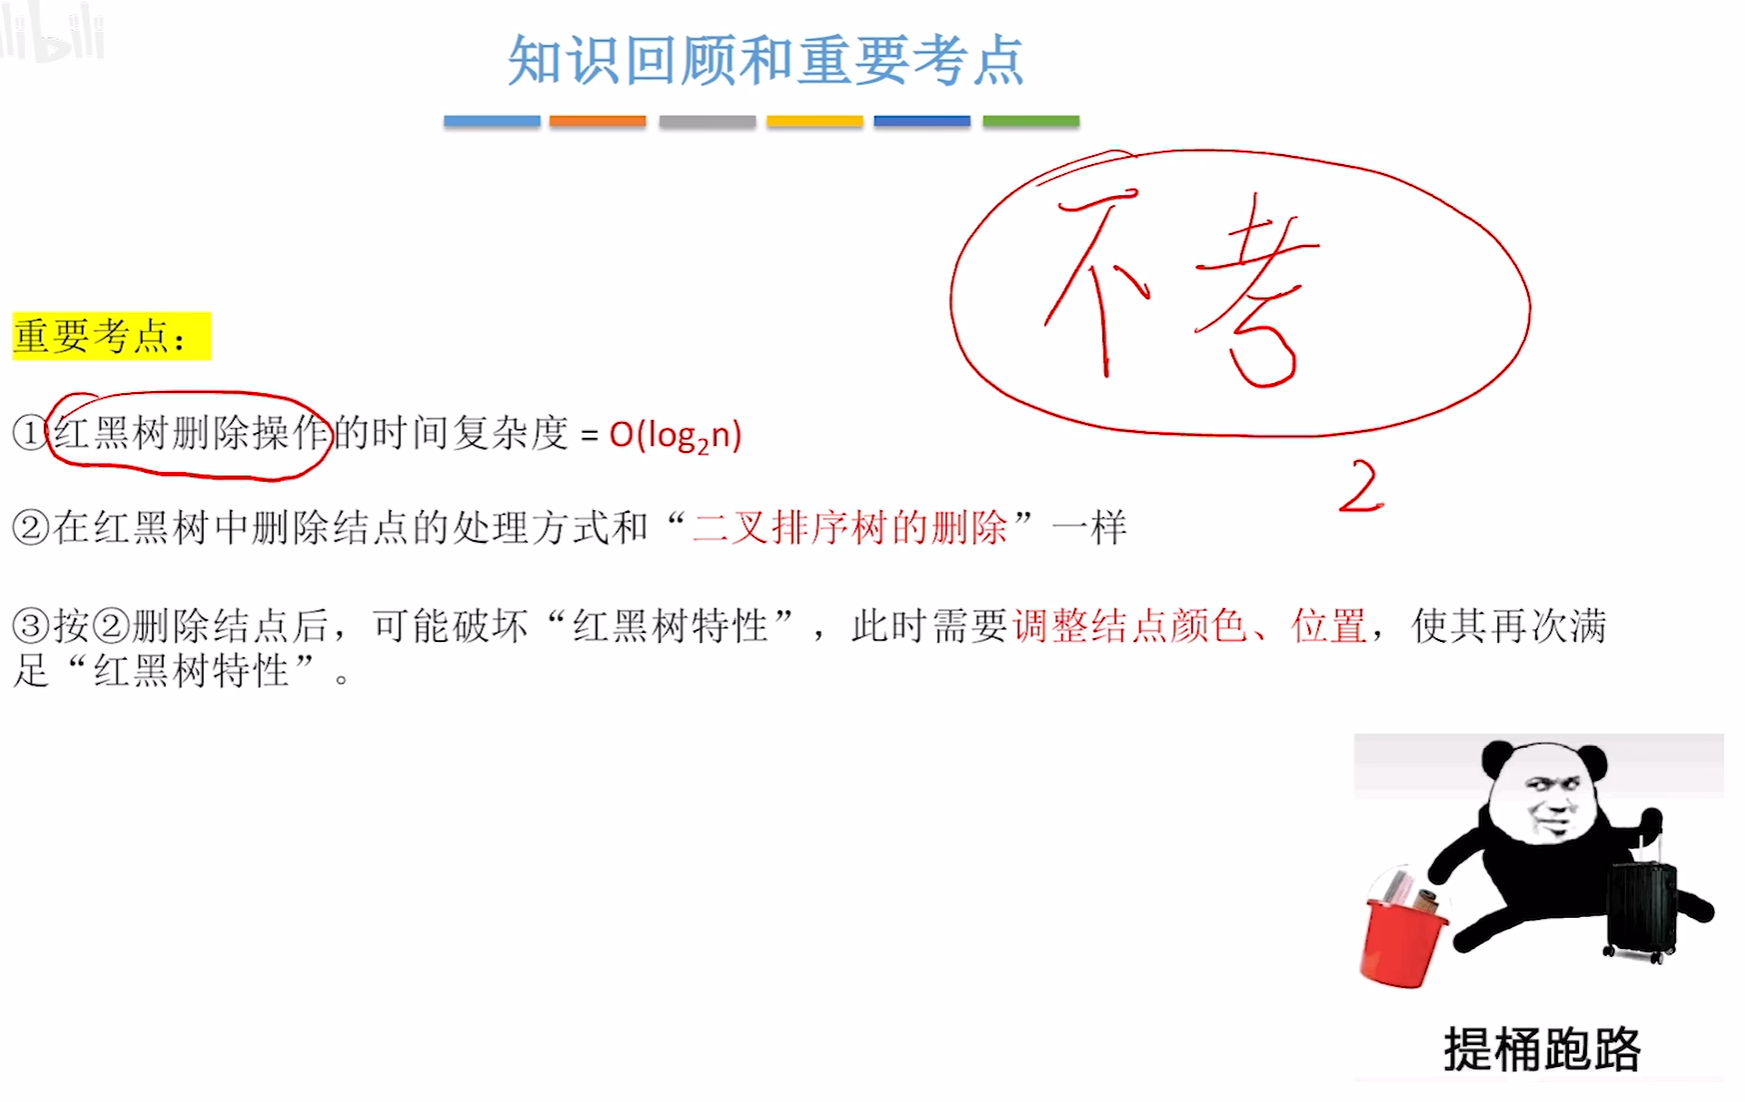 bilibili
知识回顾和重要考点
不考
2
重要考点：
①红黑树删除操作的时间复杂度 = O(log₂n)
②在红黑树中删除结点的处理方式和“二叉排序树的删除”一样
③按②删除结点后，可能破坏“红黑树特性”，此时需要调整结点颜色、位置，使其再次满
足“红黑树特性”。
提桶跑路